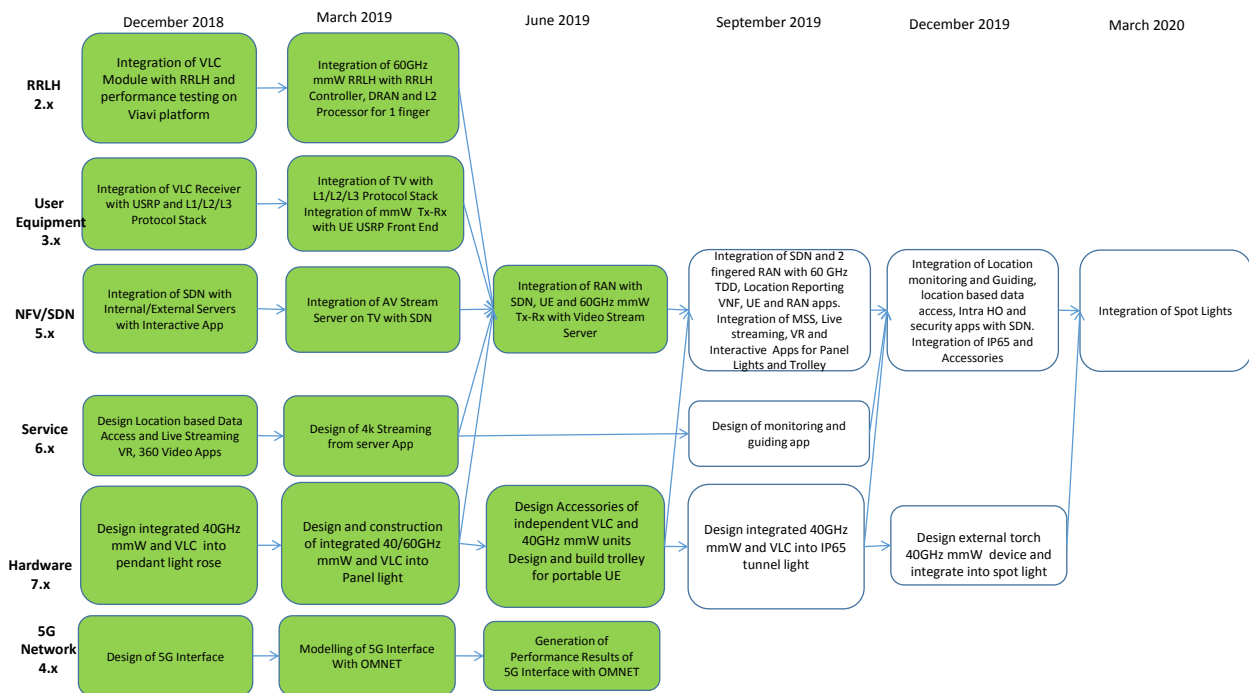 December 2018
March 2019
June 2019
September 2019
December 2019
March 2020
RRLH
2.x
Integration of VLC
Module with RRLH and
performance testing on
Viavi platform
Integration of 60GHz
mmW RRLH with RRLH
Controller, DRAN and L2
Processor for 1 finger
User
Equipment
3.x
Integration of VLC Receiver
with USRP and L1/L2/L3
Protocol Stack
Integration of TV with
L1/L2/L3 Protocol Stack
Integration of mmW Tx-Rx
with UE USRP Front End
NFV/SDN
5.x
Integration of SDN with
Internal/External Servers
with Interactive App
Integration of AV Stream
Server on TV with SDN
Integration of RAN with
SDN, UE and 60GHz mmW
Tx-Rx with Video Stream
Server
Integration of SDN and 2
fingered RAN with 60 GHz
TDD, Location Reporting
VNF, UE and RAN apps.
Integration of MSS, Live
streaming, VR and
Interactive Apps for Panel
Lights and Trolley
Integration of Location
monitoring and Guiding,
location based data
access, Intra HO and
security apps with SDN.
Integration of IP65 and
Accessories
Integration of Spot Lights
Service
6.x
Design Location based Data
Access and Live Streaming
VR, 360 Video Apps
Design of 4k Streaming
from server App
Design of monitoring and
guiding app
Hardware
7.x
Design integrated 40GHz
mmW and VLC into
pendant light rose
Design and construction of
integrated 40/60GHz
mmW and VLC into
Panel light
Design Accessories of
independent VLC and
40GHz mmW units
Design and build trolley
for portable UE
Design integrated 40GHz
mmW and VLC into IP65
tunnel light
Design external torch
40GHz mmW device and
integrate into spot light
5G
Network
4.x
Design of 5G Interface
Modelling of 5G Interface
With OMNET
Generation of
Performance Results of
5G Interface with OMNET